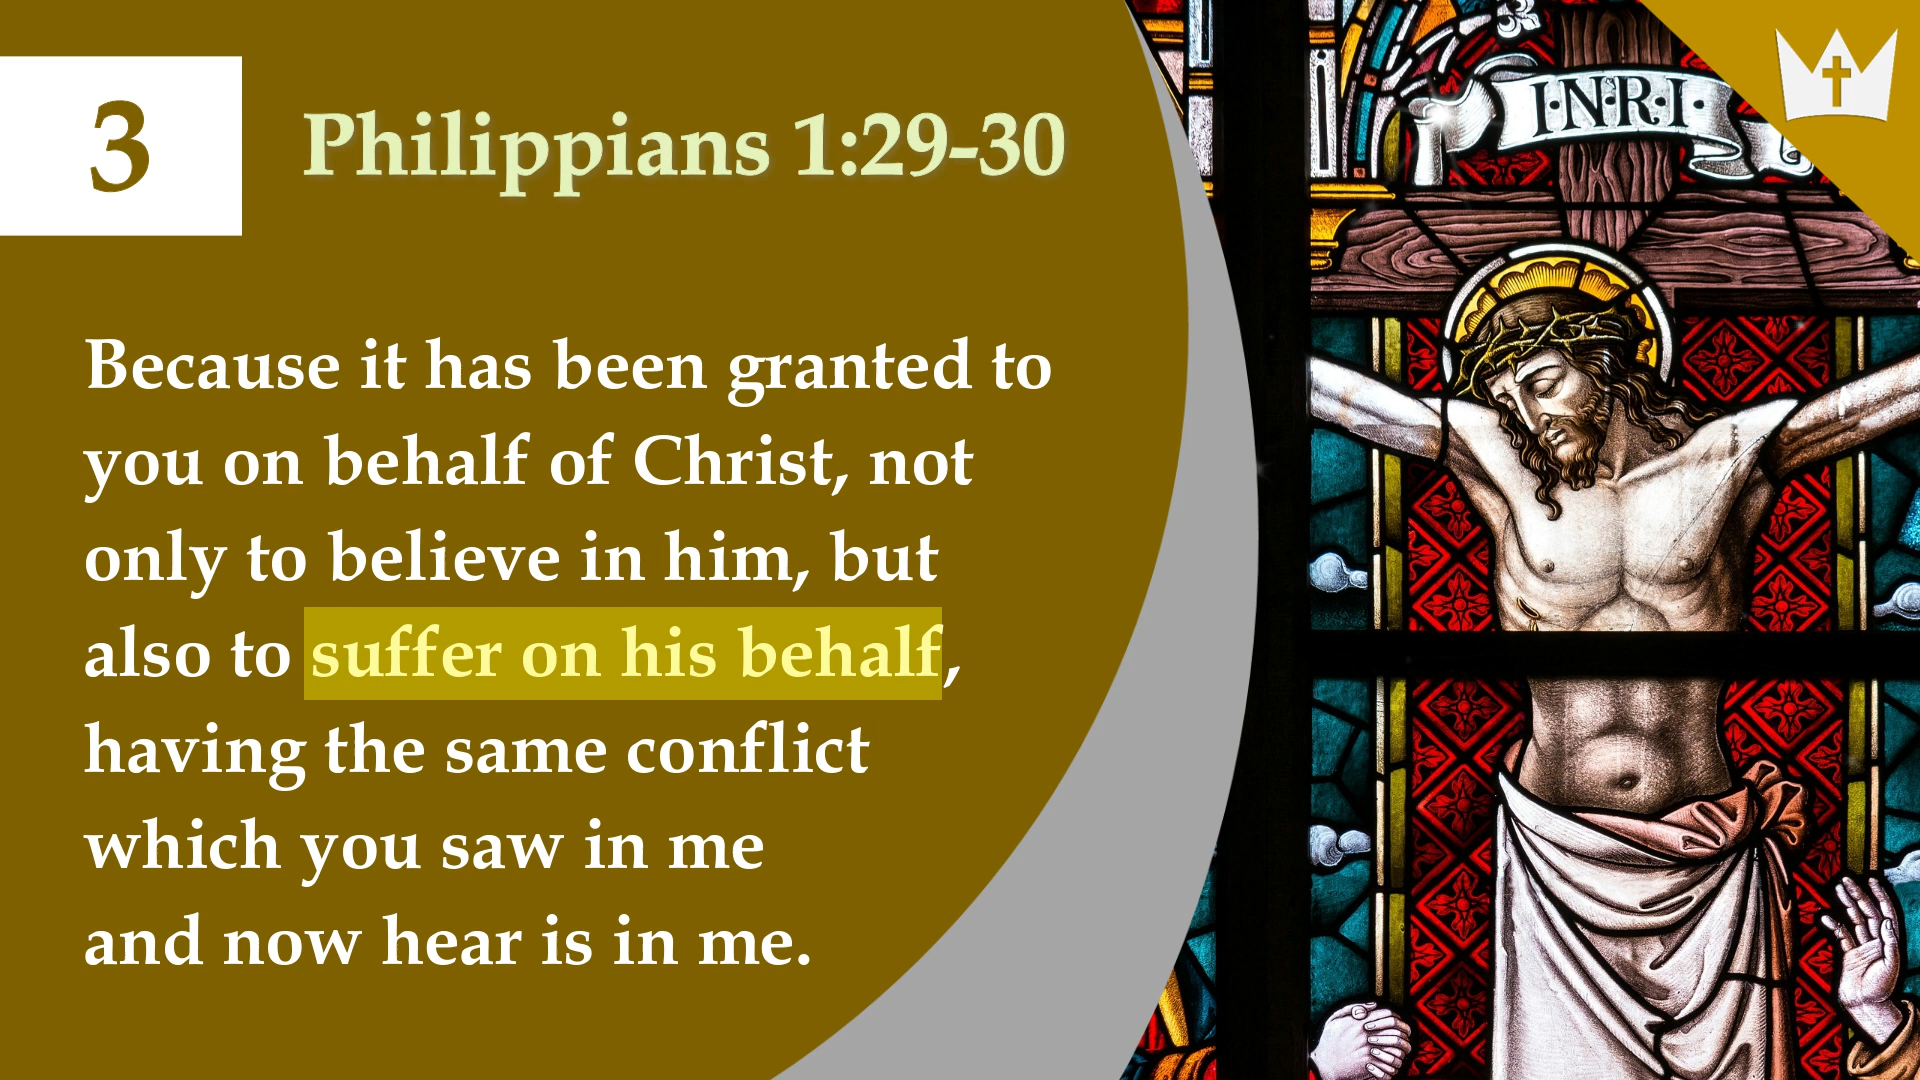 3
Philippians 1:29-30
Because it has been granted to
you on behalf of Christ, not
only to believe in him, but
also to suffer on his behalf,
having the same conflict
which you saw in me
and now hear is in me.
I·N·R·I·